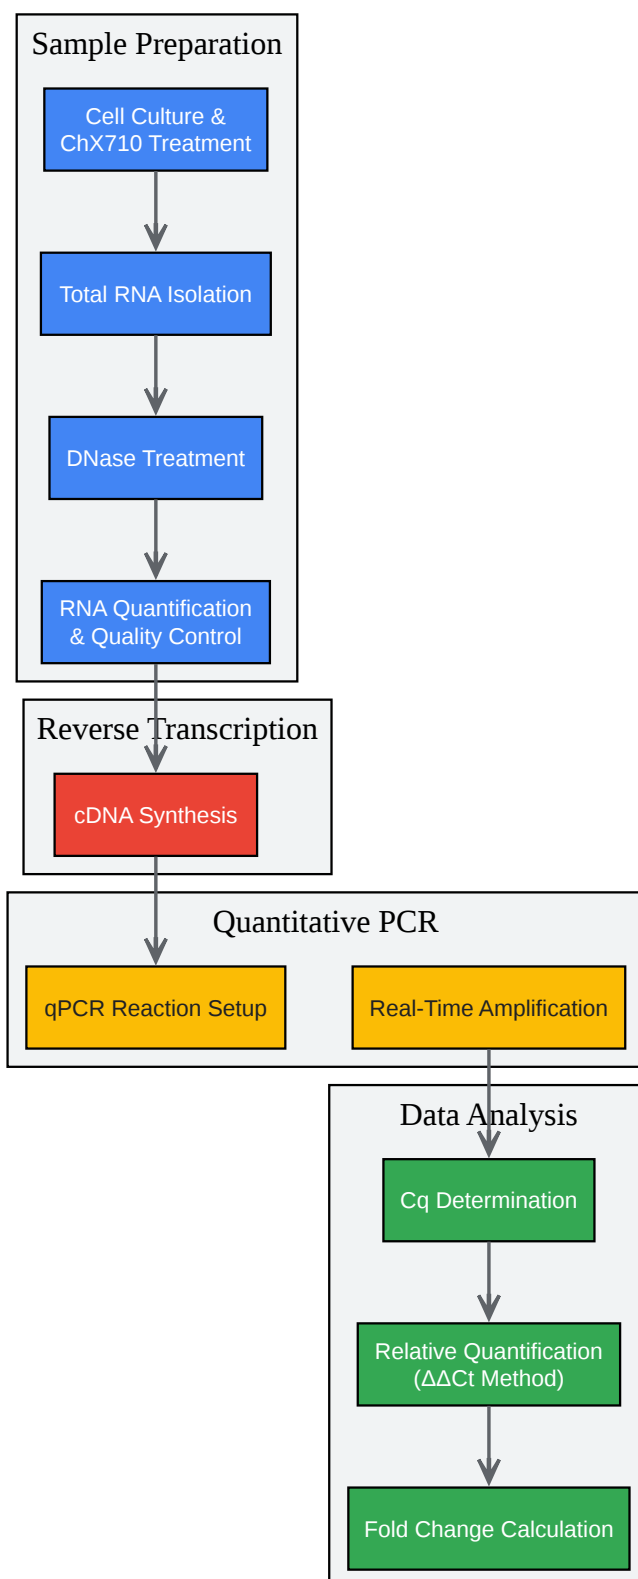 Sample Preparation
Cell Culture &
ChX710 Treatment
Total RNA Isolation
DNase Treatment
RNA Quantification
& Quality Control
Reverse Transcription
cDNA Synthesis
Quantitative PCR
qPCR Reaction Setup
Real-Time Amplification
Data Analysis
Cq Determination
Relative Quantification
(ΔΔCt Method)
Fold Change Calculation